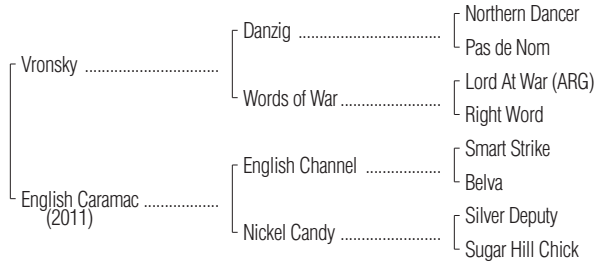 Northern Dancer
Danzig ....................................
Pas de Nom
Vronsky ..................................
Lord At War (ARG)
Words of War.........................
Right Word
Smart Strike
English Channel ...................
Belva
English Caramac ...................
(2011)
Silver Deputy
Nickel Candy .........................
Sugar Hill Chick